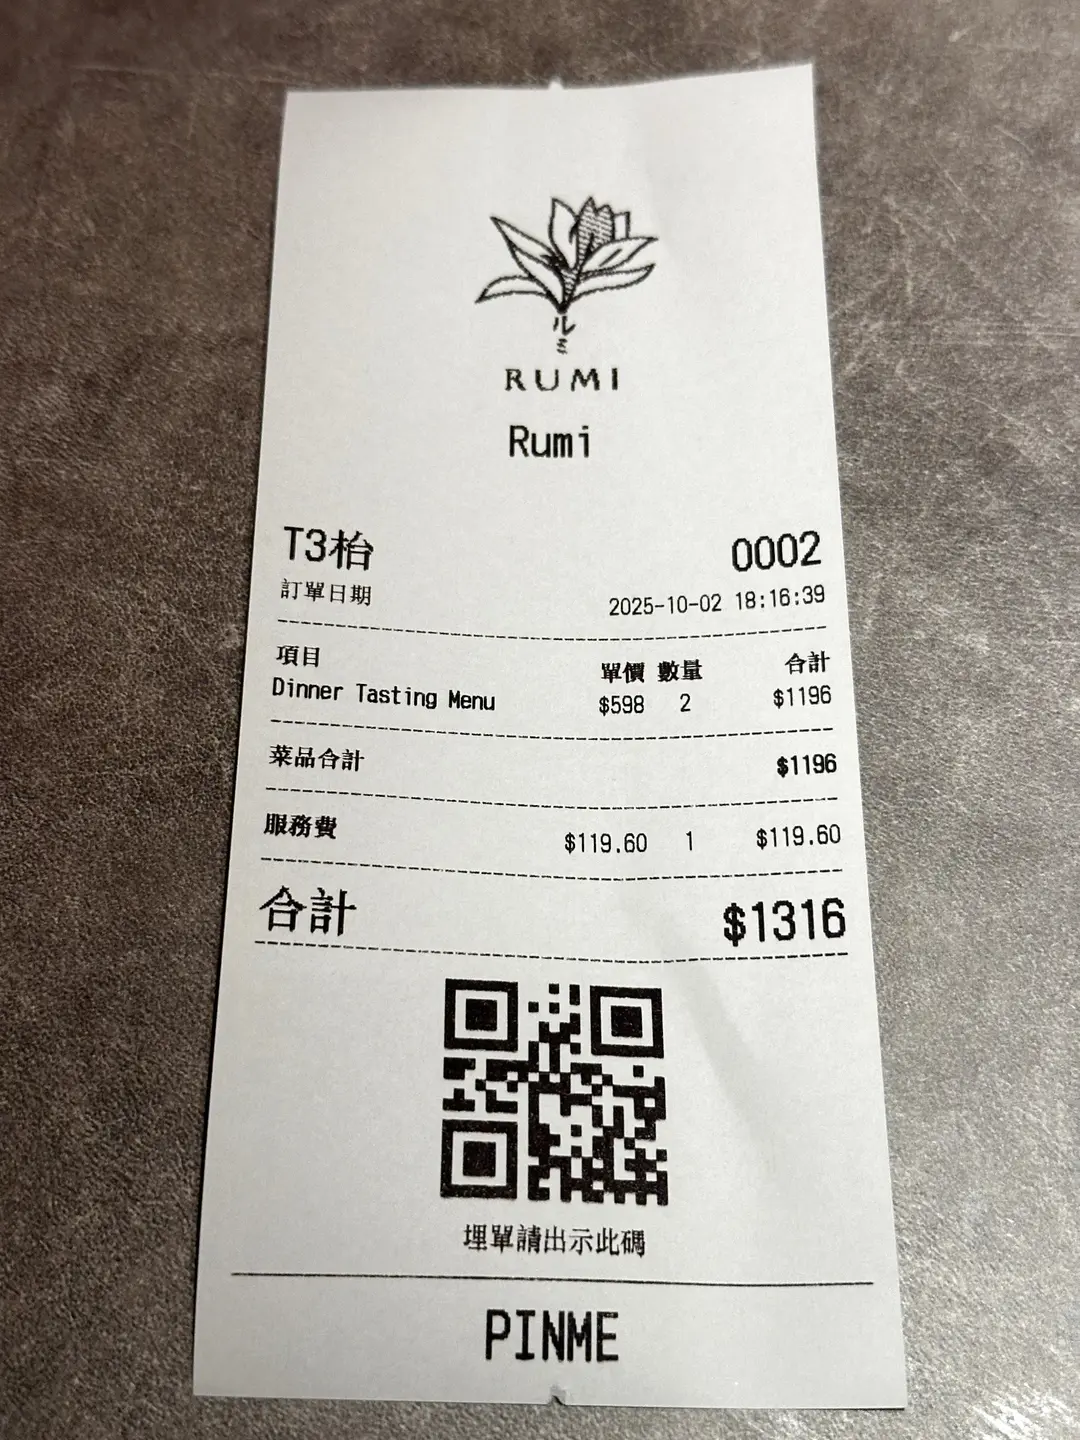 ルミ
RUMI
Rumi
T3枱 0002
訂單日期 2025-10-02 18:16:39
項目 單價 數量 合計
Dinner Tasting Menu $598 2 $1196
菜品合計 $1196
服務費 $119.60 1 $119.60
合計 $1316
埋單請出示此碼
PINME